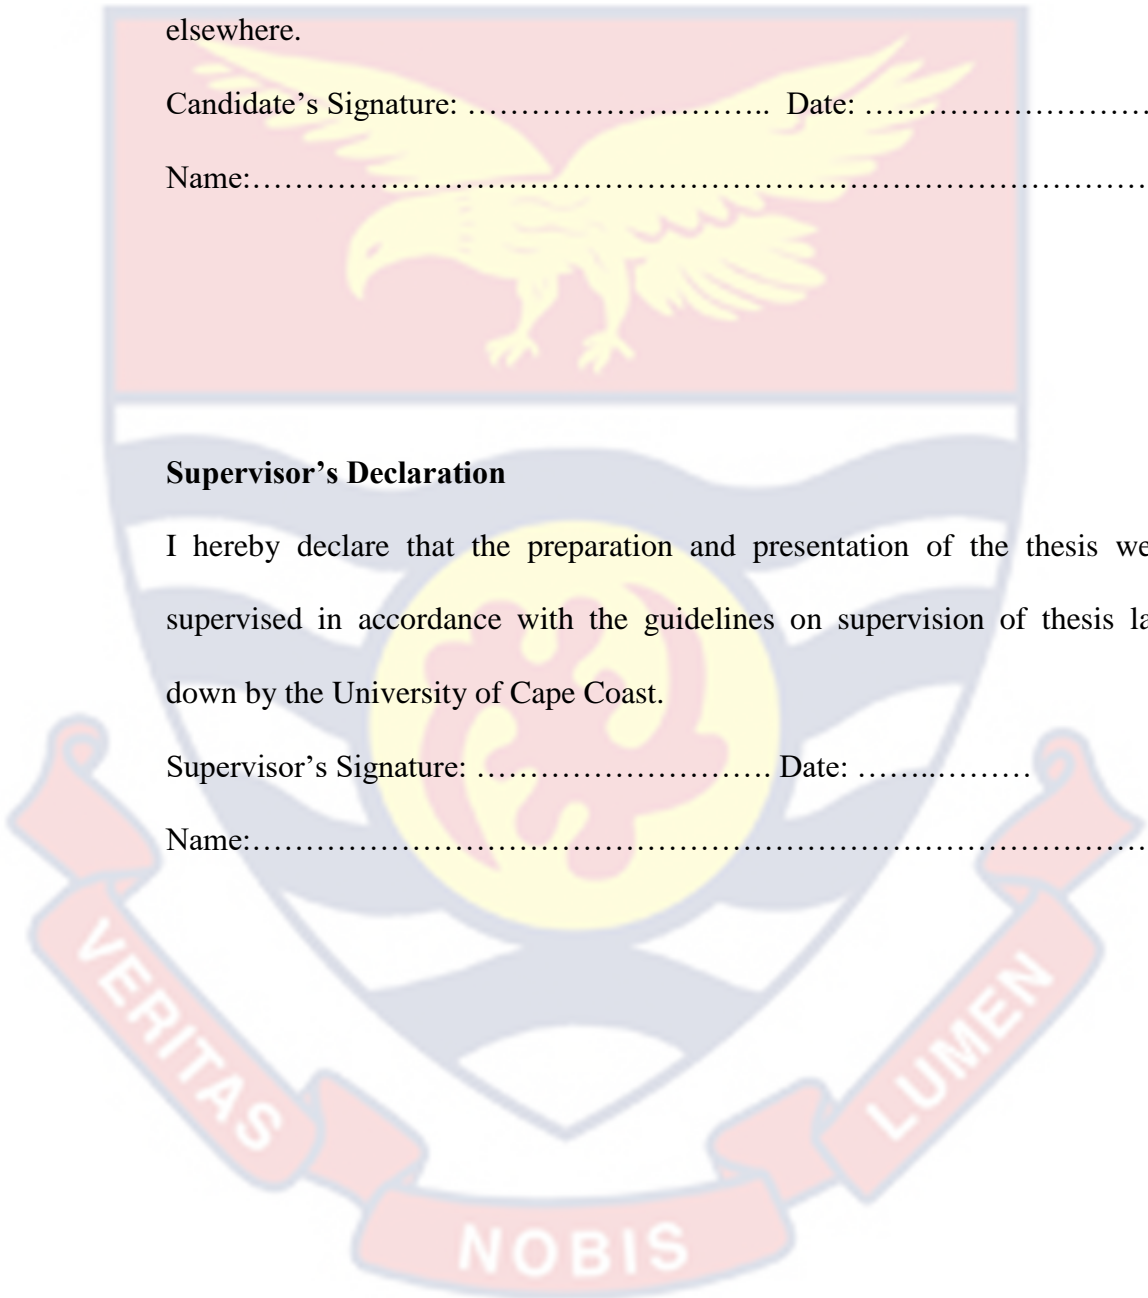 elsewhere.
Candidate’s Signature: ……………………….. Date: ………………………
Name:…………………………………………………………………………
Supervisor’s Declaration
I hereby declare that the preparation and presentation of the thesis we
supervised in accordance with the guidelines on supervision of thesis la
down by the University of Cape Coast.
Supervisor’s Signature: ………………………. Date: ……..………
Name:…………………………………………………………………………
VERITAS
NOBIS
LUMEN